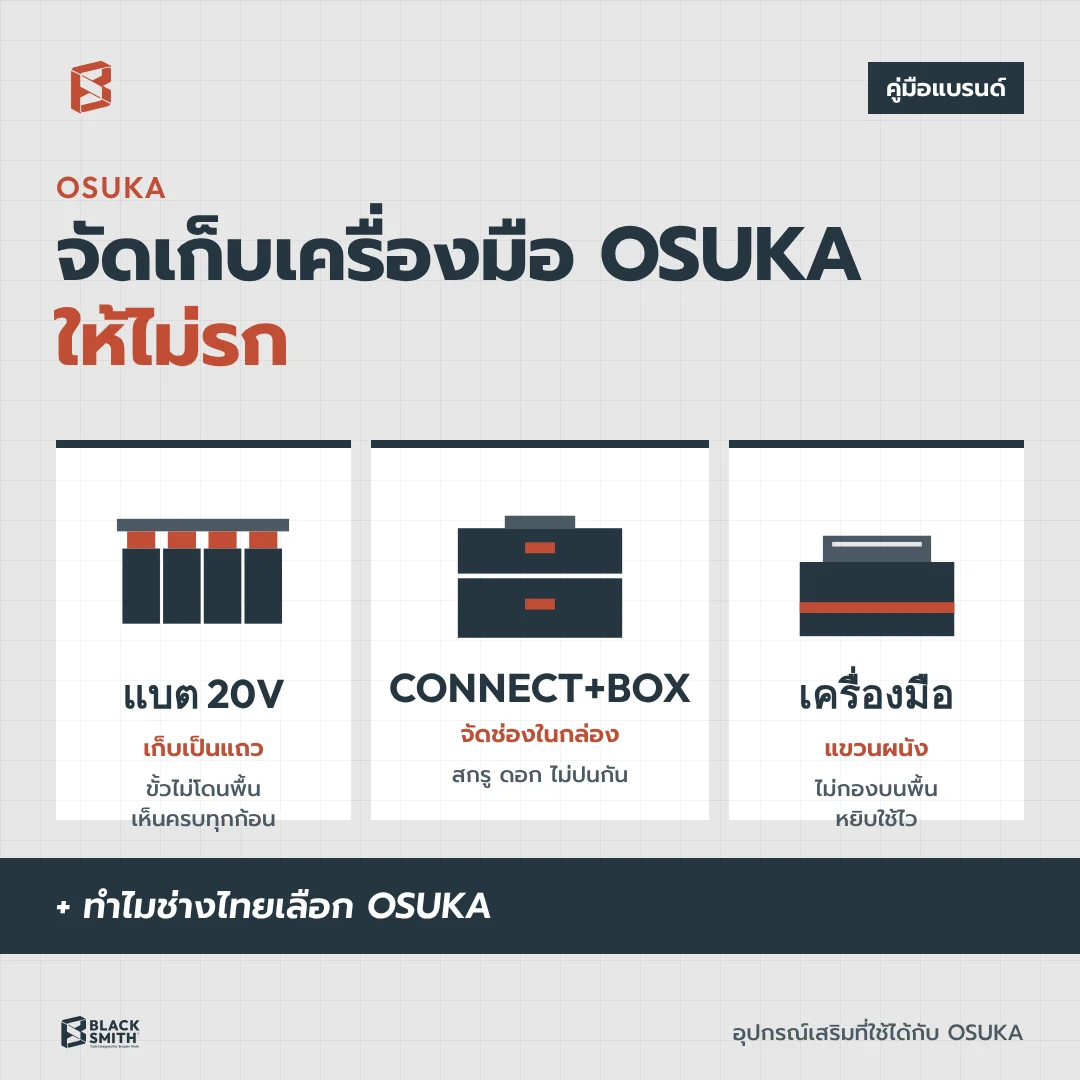 คู่มือแบรนด์
OSUKA
จัดเก็บเครื่องมือ OSUKA
ให้ไม่รก
แบต 20V
เก็บเป็นแถว
ขั้วไม่โดนพื้น
เห็นครบทุกก้อน
CONNECT+BOX
จัดช่องในกล่อง
สกรู ดอก ไม่ปนกัน
เครื่องมือ
แขวนผนัง
ไม่กองบนพื้น
หยิบใช้ไว
+ ทำไมช่างไทยเลือก OSUKA
BLACK
SMITH
อุปกรณ์เสริมที่ใช้ได้กับ OSUKA